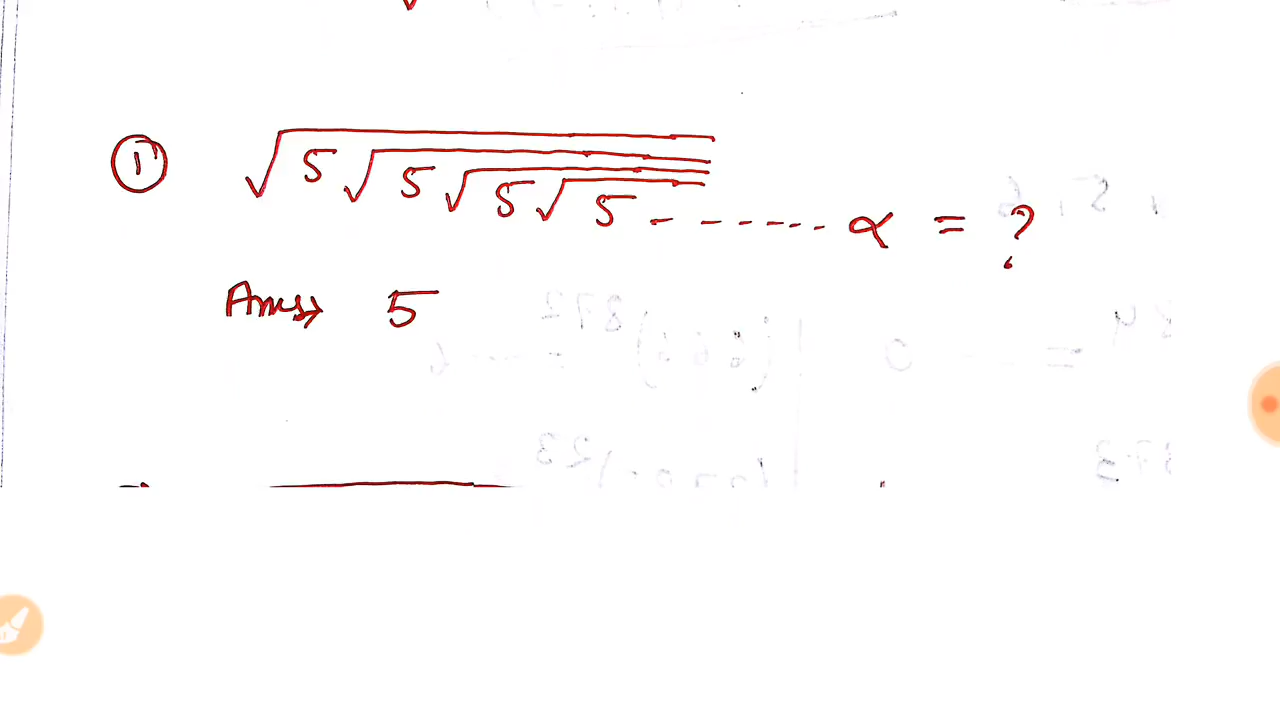 ① √5√5√5√5 - - - - - - - ∝ = ?
Ans→ 5